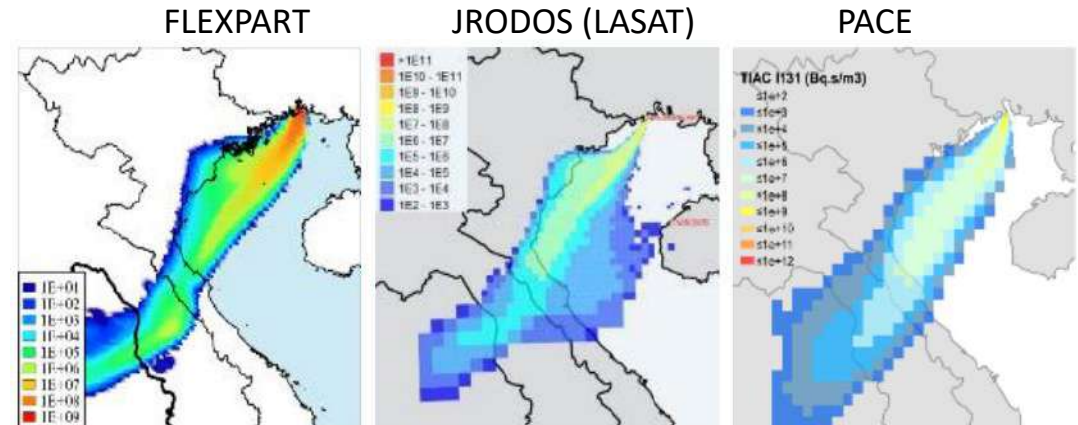 FLEXPART
JRODOS (LASAT)
PACE
1E+01
1E+02
1E+03
1E+04
1E+05
1E+06
1E+07
1E+08
1E+09
>1E11
1E10 - 1E11
1E9 - 1E10
1E8 - 1E9
1E7 - 1E8
1E6 - 1E7
1E5 - 1E6
1E4 - 1E5
1E3 - 1E4
1E2 - 1E3
TIAC I131 (Bq.s/m3)
≤1e+2
≤1e+3
≤1e+4
≤1e+5
≤1e+6
≤1e+7
≤1e+8
≤1e+9
≤1e+10
≤1e+11
≤1e+12